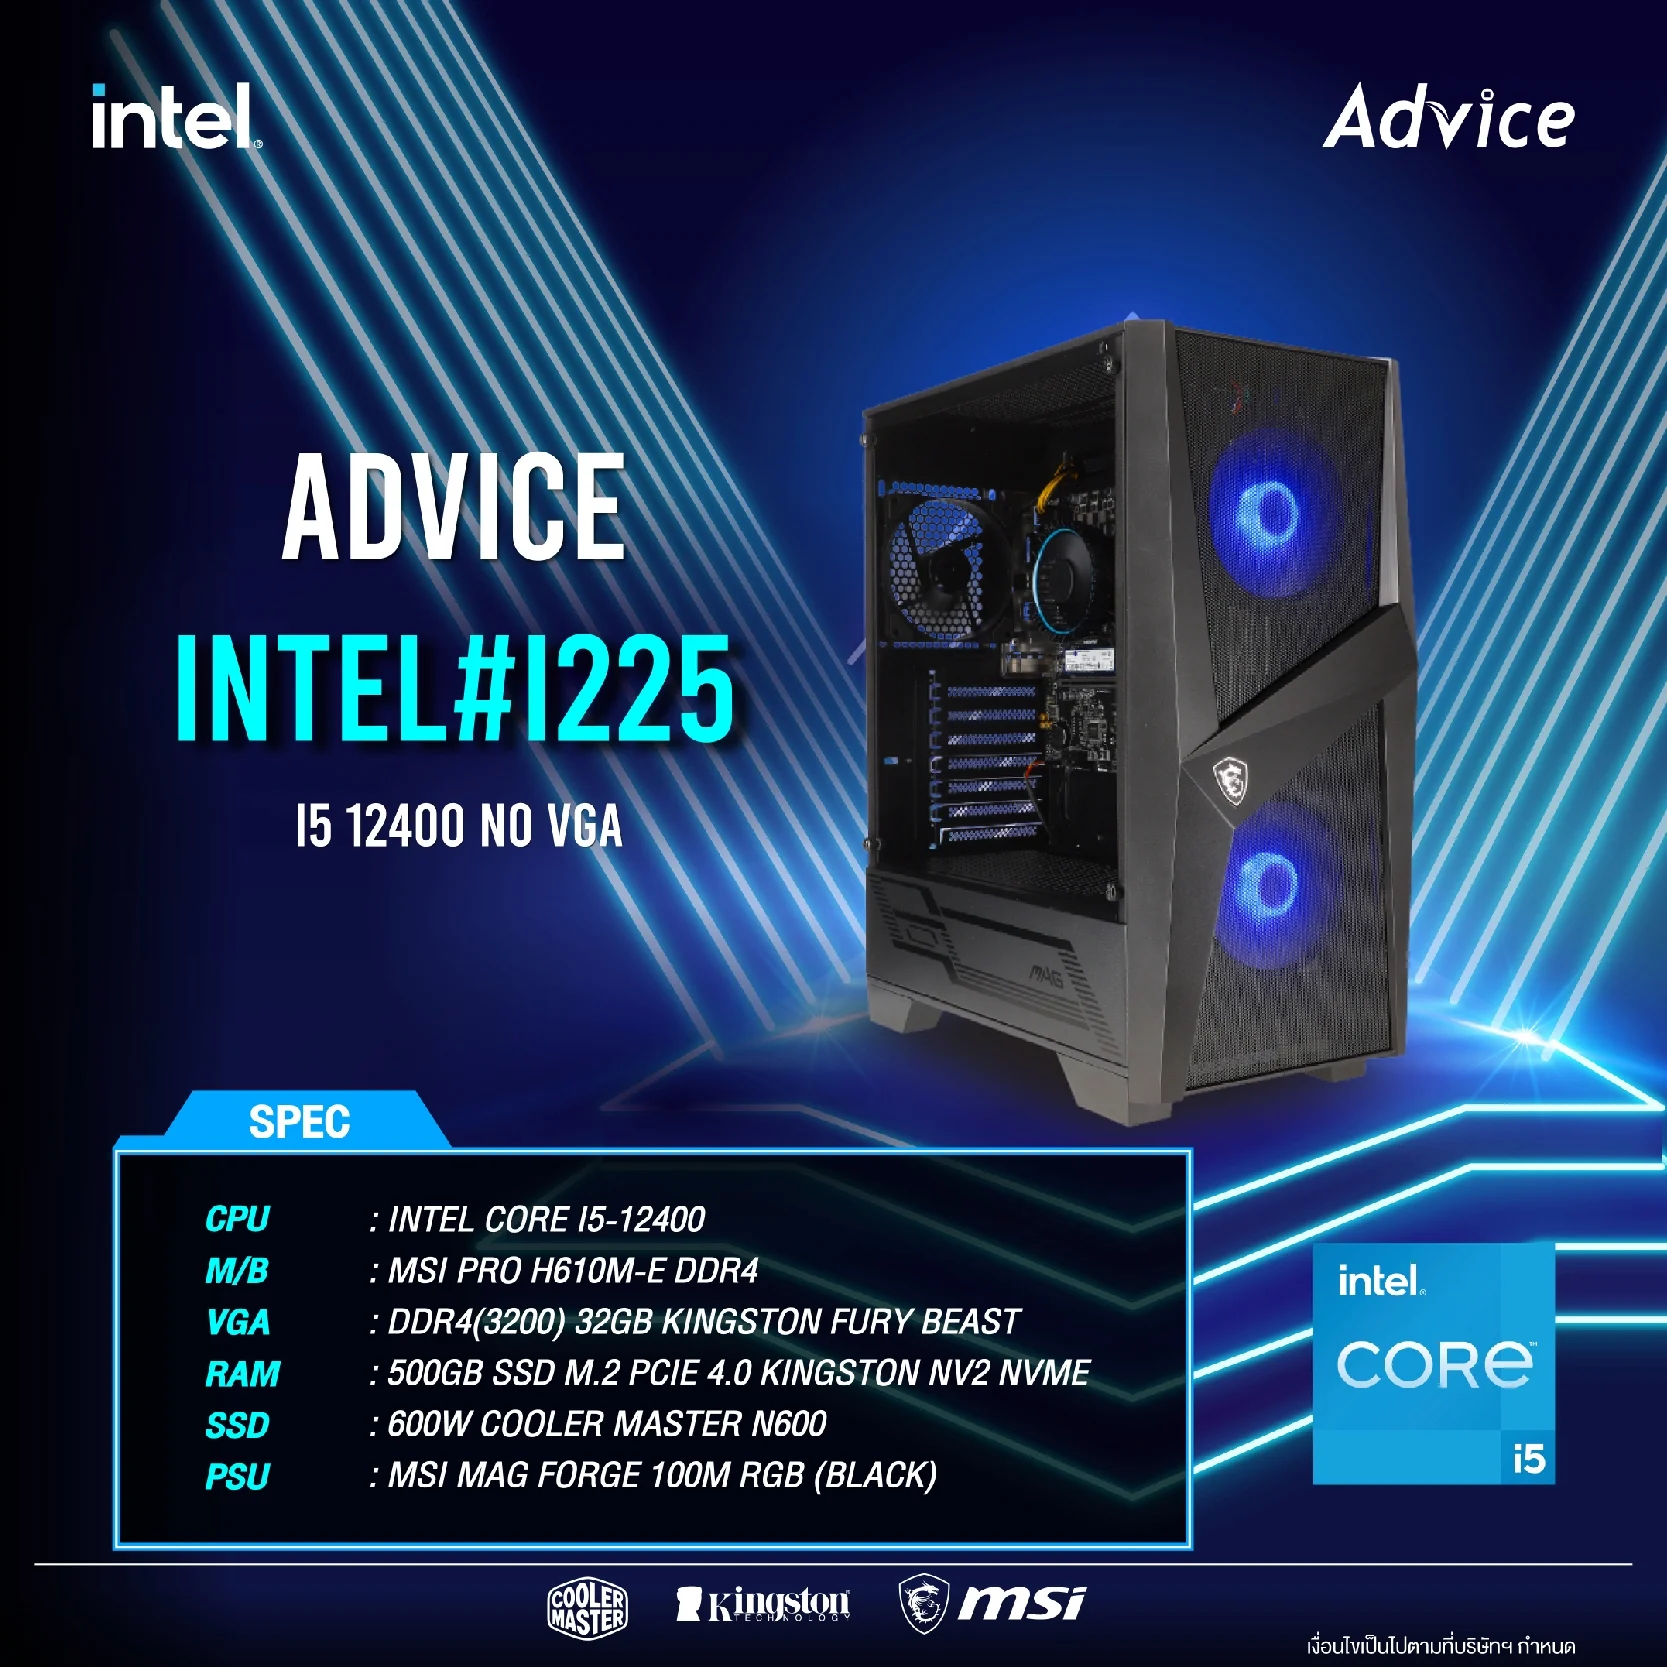 intel.
Advice
ADVICE
INTEL#I225
I5 12400 NO VGA
MAG
SPEC
CPU : INTEL CORE I5-12400
M/B : MSI PRO H610M-E DDR4
VGA : DDR4(3200) 32GB KINGSTON FURY BEAST
RAM : 500GB SSD M.2 PCIE 4.0 KINGSTON NV2 NVME
SSD : 600W COOLER MASTER N600
PSU : MSI MAG FORGE 100M RGB (BLACK)
intel.
CORE™
i5
COOLER
MASTER
Kingston
TECHNOLOGY
msi
เงื่อนไขเป็นไปตามที่บริษัทฯ กำหนด